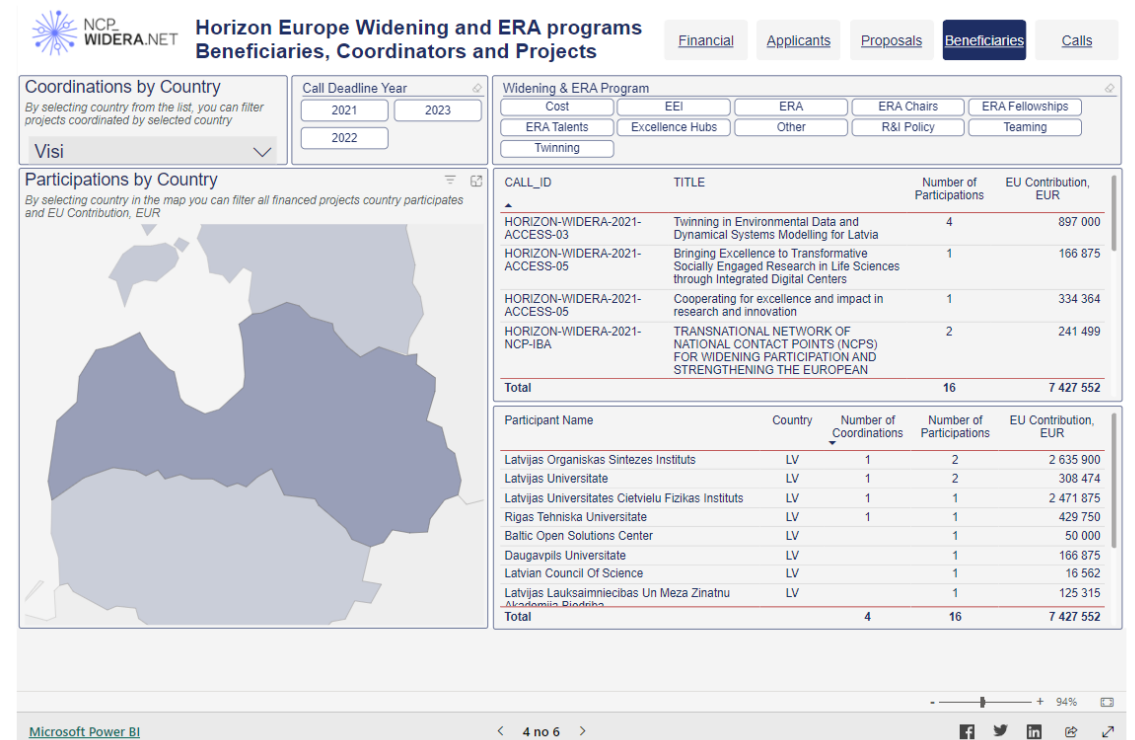 NCP_
WIDERA.NET
Horizon Europe Widening and ERA programs
Beneficiaries, Coordinators and Projects
Financial
Applicants
Proposals
Beneficiaries
Calls
Coordinations by Country
By selecting country from the list, you can filter
projects coordinated by selected country
Visi
Call Deadline Year
2021
2023
2022
Widening & ERA Program
Cost
EEI
ERA
ERA Chairs
ERA Fellowships
ERA Talents
Excellence Hubs
Other
R&I Policy
Teaming
Twinning
Participations by Country
By selecting country in the map you can filter all financed projects country participates
and EU Contribution, EUR
CALL_ID TITLE Number of Participations EU Contribution, EUR
HORIZON-WIDERA-2021-ACCESS-03 Twinning in Environmental Data and Dynamical Systems Modelling for Latvia 4 897 000
HORIZON-WIDERA-2021-ACCESS-05 Bringing Excellence to Transformative Socially Engaged Research in Life Sciences through Integrated Digital Centers 1 166 875
HORIZON-WIDERA-2021-ACCESS-05 Cooperating for excellence and impact in research and innovation 1 334 364
HORIZON-WIDERA-2021-NCP-IBA TRANSNATIONAL NETWORK OF NATIONAL CONTACT POINTS (NCPS) FOR WIDENING PARTICIPATION AND STRENGTHENING THE EUROPEAN 2 241 499
Total 16 7 427 552
Participant Name Country Number of Coordinations Number of Participations EU Contribution, EUR
Latvijas Organiskas Sintezes Instituts LV 1 2 2 635 900
Latvijas Universitate LV 1 2 308 474
Latvijas Universitates Cietvielu Fizikas Instituts LV 1 1 2 471 875
Rigas Tehniska Universitate LV 1 1 429 750
Baltic Open Solutions Center LV 1 50 000
Daugavpils Universitate LV 1 166 875
Latvian Council Of Science LV 1 16 562
Latvijas Lauksaimniecibas Un Meza Zinatnu Akademija Biedriba LV 1 125 315
Total 4 16 7 427 552
- + 94%
Microsoft Power BI
4 no 6